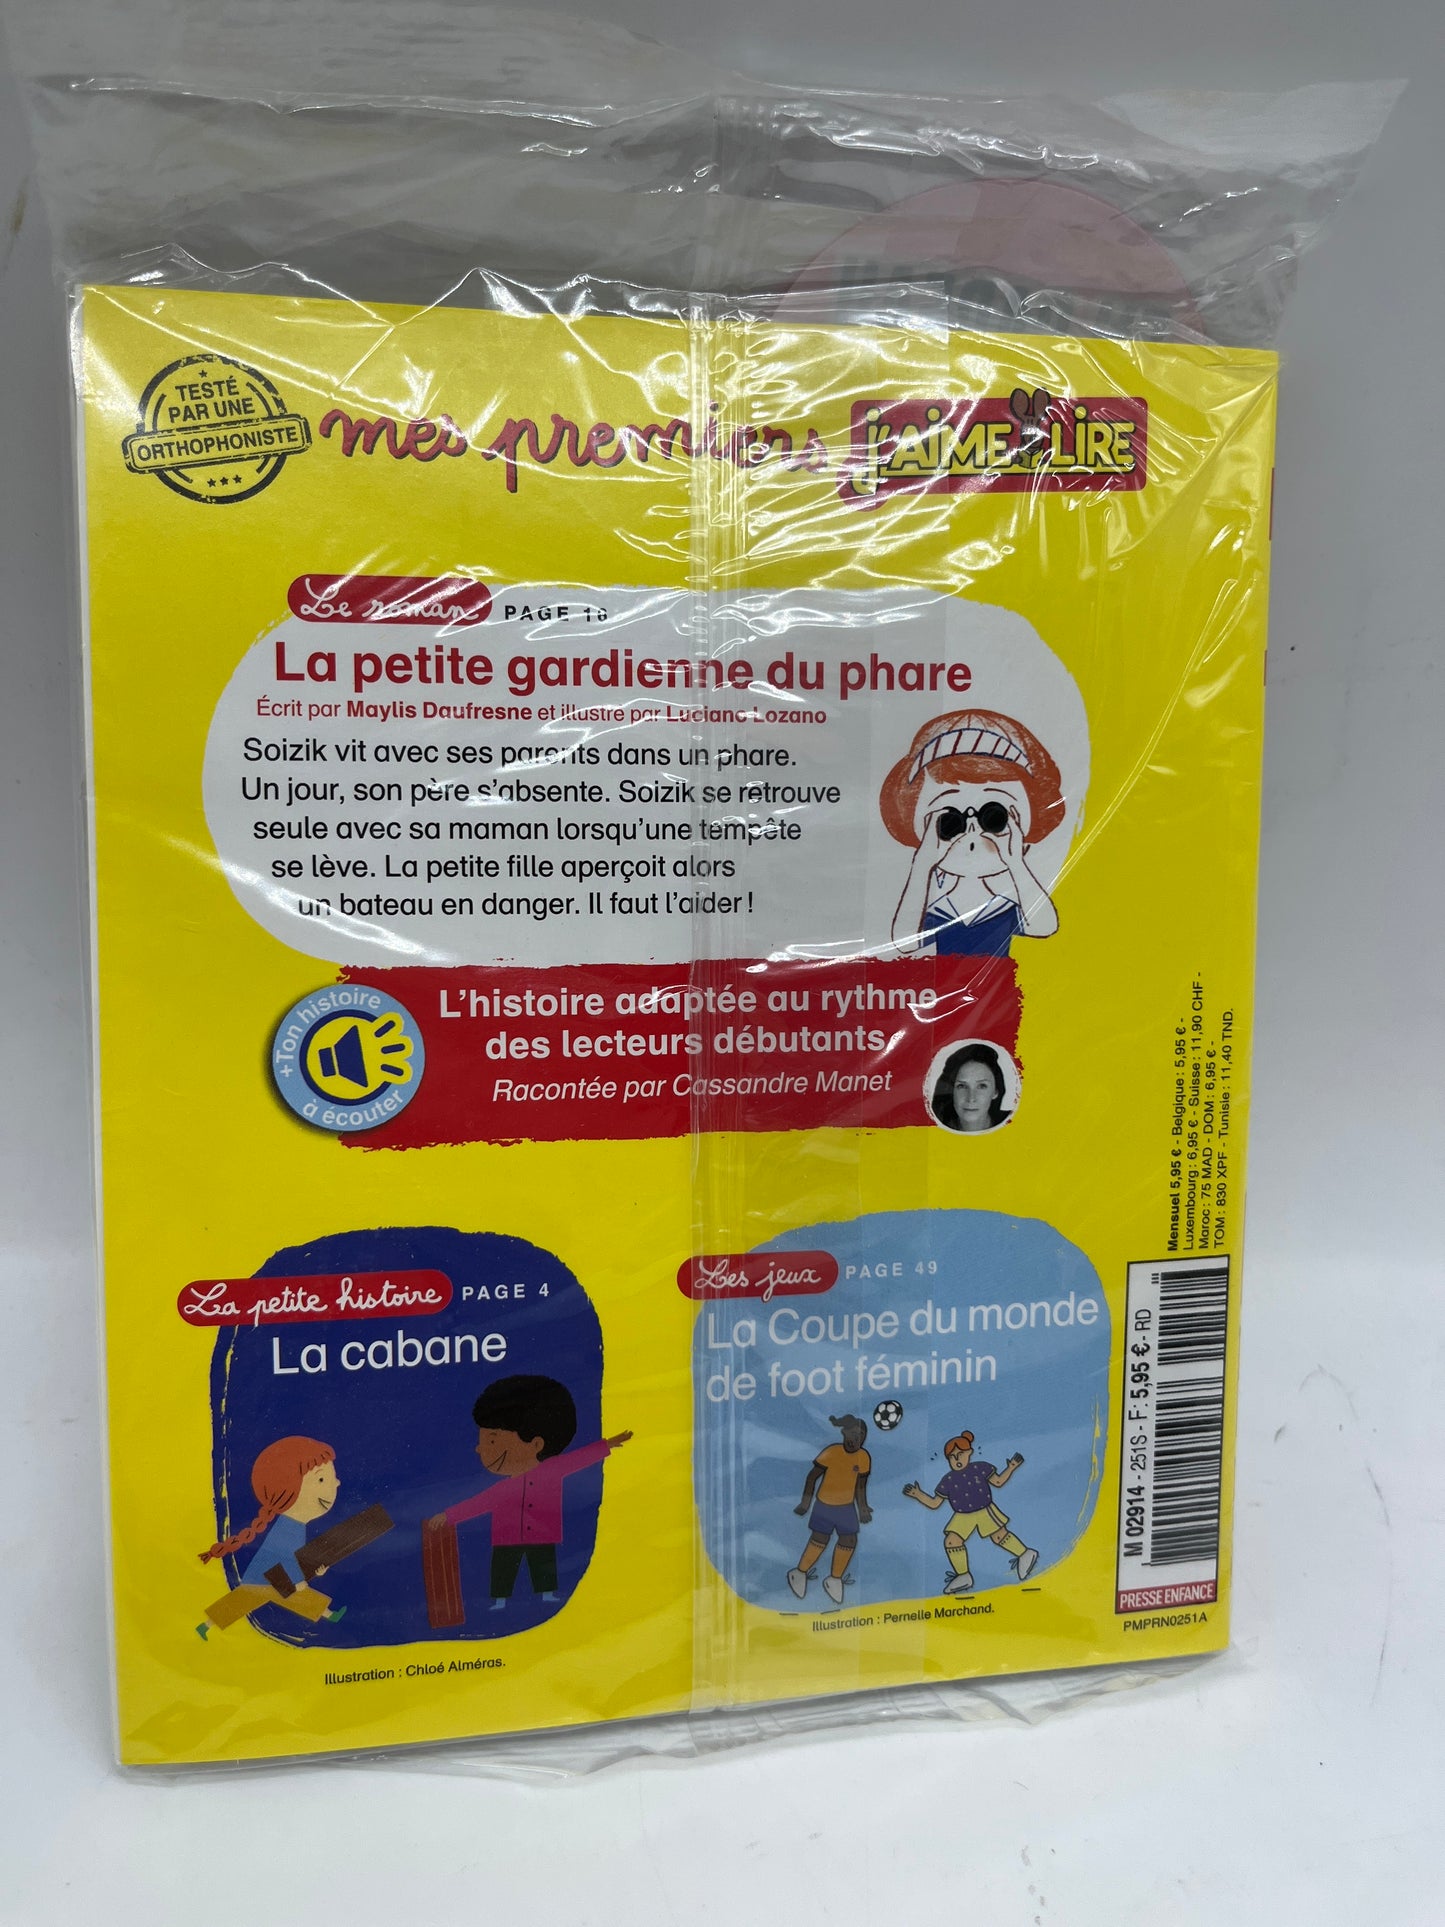 TESTÉ
PAR UNE
ORTHOPHONISTE
mes premiers j'AIME LIRE
Le roman PAGE 16
La petite gardienne du phare
Écrit par Maylis Daufresne et illustré par Luciano Lozano
Soizik vit avec ses parents dans un phare.
Un jour, son père s'absente. Soizik se retrouve
seule avec sa maman lorsqu'une tempête
se lève. La petite fille aperçoit alors
un bateau en danger. Il faut l'aider !
+Ton histoire
à écouter
L'histoire adaptée au rythme
des lecteurs débutants
Racontée par Cassandre Manet
La petite histoire PAGE 4
La cabane
Illustration : Chloé Alméras.
Les jeux PAGE 49
La Coupe du monde
de foot féminin
Illustration : Pernelle Marchand.
Mensuel 5,95 € - Belgique : 5,95 € -
Luxembourg : 6,95 € - Suisse : 11,90 CHF -
Maroc : 75 MAD - DOM : 6,95 € -
TOM : 830 XPF - Tunisie : 11,40 TND.
M 02914 - 251S - F: 5,95 € - RD
PRESSE ENFANCE
PMPRN0251A